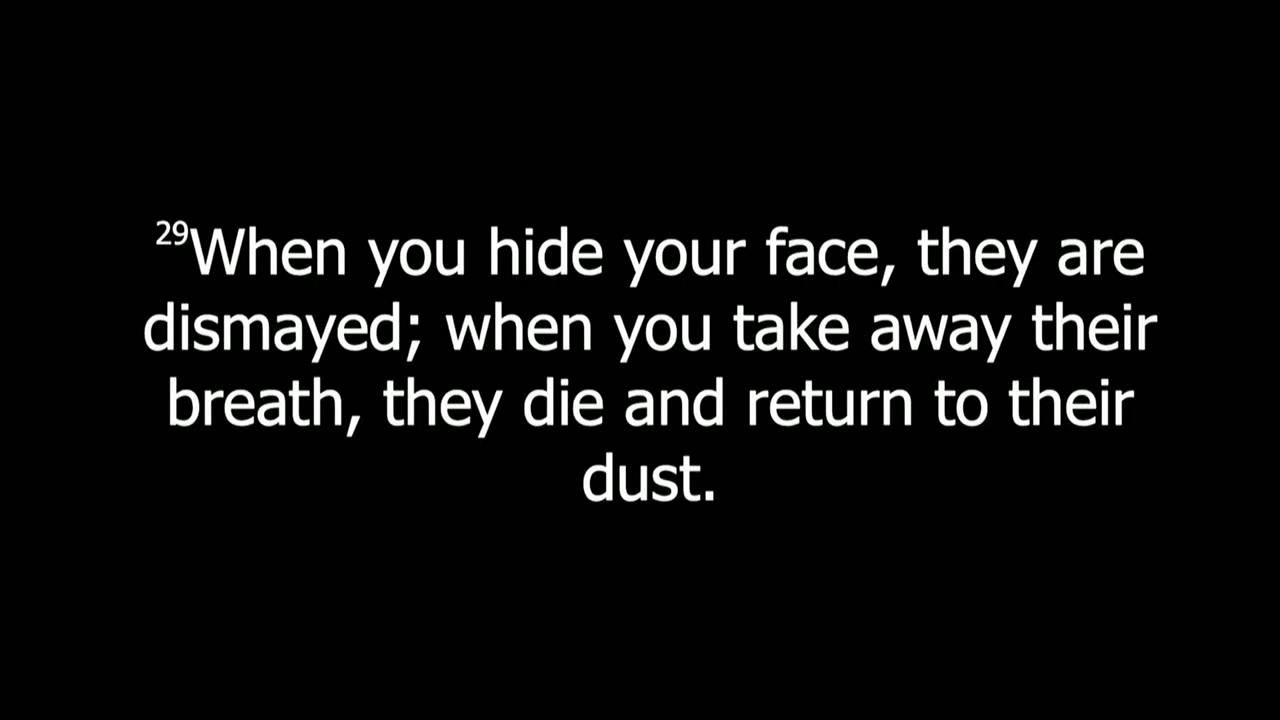 29When you hide your face, they are
dismayed; when you take away their
breath, they die and return to their
dust.